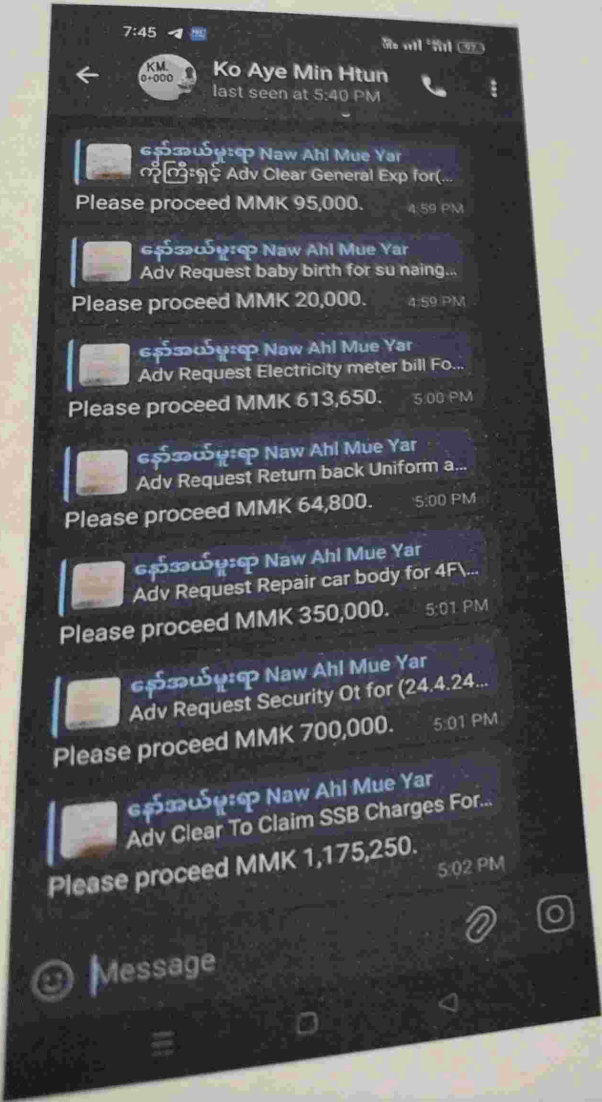 7:45
KM.
0+000
Ko Aye Min Htun
last seen at 5:40 PM
နော်အယ်မူးရာ Naw Ahl Mue Yar
ကိုကြီးရှင့် Adv Clear General Exp for(...
Please proceed MMK 95,000.
4:59 PM
နော်အယ်မူးရာ Naw Ahl Mue Yar
Adv Request baby birth for su naing...
Please proceed MMK 20,000.
4:59 PM
နော်အယ်မူးရာ Naw Ahl Mue Yar
Adv Request Electricity meter bill Fo...
Please proceed MMK 613,650.
5:00 PM
နော်အယ်မူးရာ Naw Ahl Mue Yar
Adv Request Return back Uniform a...
Please proceed MMK 64,800.
5:00 PM
နော်အယ်မူးရာ Naw Ahl Mue Yar
Adv Request Repair car body for 4F\...
Please proceed MMK 350,000.
5:01 PM
နော်အယ်မူးရာ Naw Ahl Mue Yar
Adv Request Security Ot for (24.4.24...
Please proceed MMK 700,000.
5:01 PM
နော်အယ်မူးရာ Naw Ahl Mue Yar
Adv Clear To Claim SSB Charges For...
Please proceed MMK 1,175,250.
5:02 PM
Message